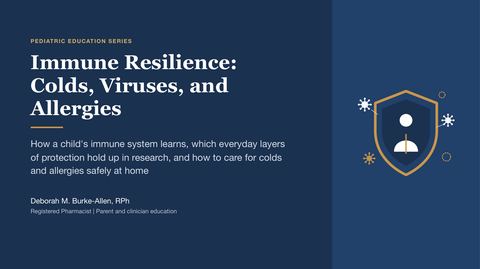 PEDIATRIC EDUCATION SERIES
Immune Resilience:
Colds, Viruses, and
Allergies
How a child's immune system learns, which everyday layers
of protection hold up in research, and how to care for colds
and allergies safely at home
Deborah M. Burke-Allen, RPh
Registered Pharmacist | Parent and clinician education